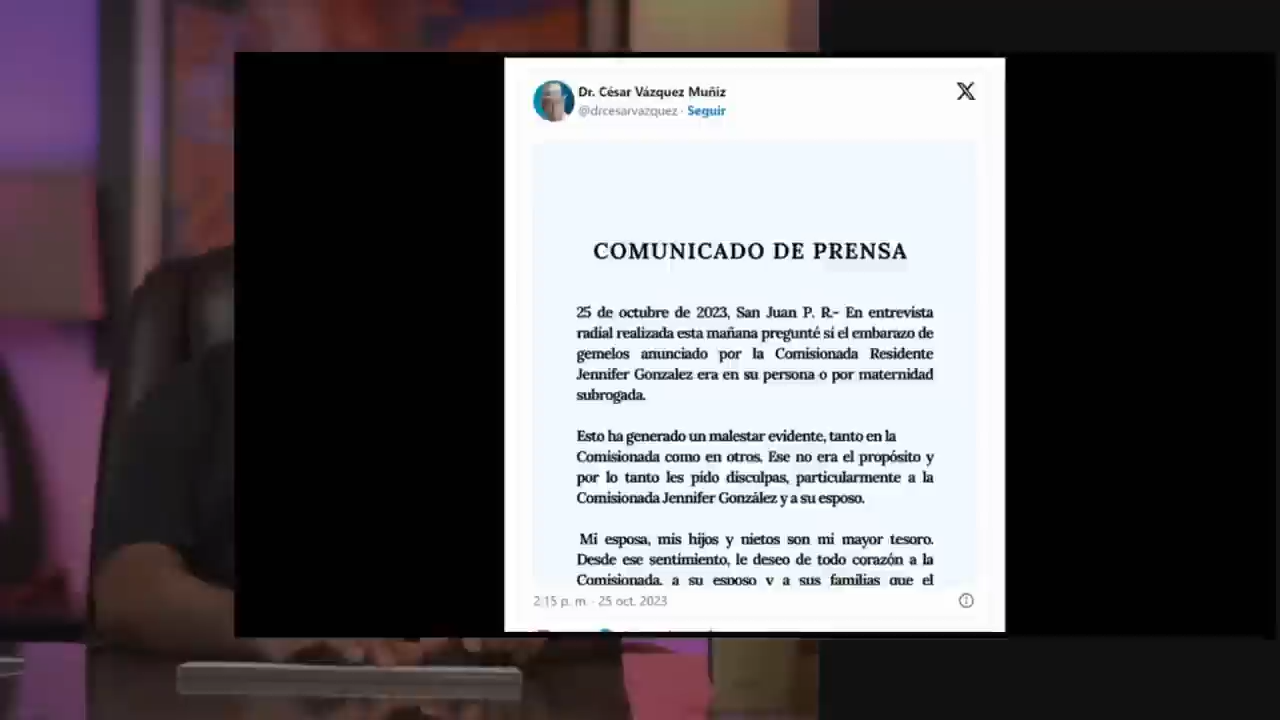 Dr. César Vázquez Muñiz
@drcesarvazquez · Seguir
COMUNICADO DE PRENSA
25 de octubre de 2023, San Juan P. R.- En entrevista
radial realizada esta mañana pregunté si el embarazo de
gemelos anunciado por la Comisionada Residente
Jennifer Gonzalez era en su persona o por maternidad
subrogada.
Esto ha generado un malestar evidente, tanto en la
Comisionada como en otros. Ese no era el propósito y
por lo tanto les pido disculpas, particularmente a la
Comisionada Jennifer González y a su esposo.
Mi esposa, mis hijos y nietos son mi mayor tesoro.
Desde ese sentimiento, le deseo de todo corazón a la
Comisionada, a su esposo y a sus familias que el
2:15 p. m. · 25 oct. 2023